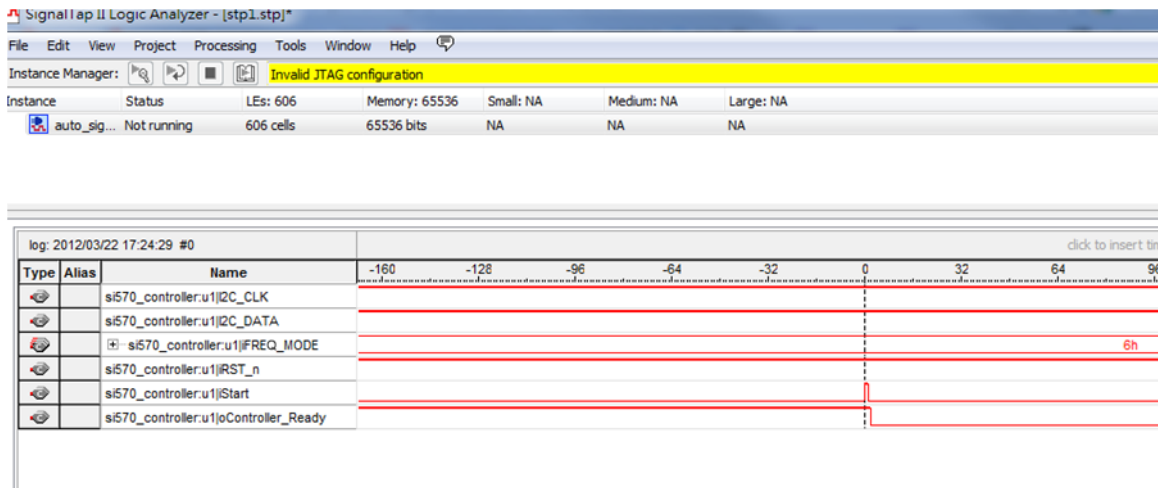 SignalTap II Logic Analyzer - [stp1.stp]*
File Edit View Project Processing Tools Window Help
Instance Manager: Invalid JTAG configuration
Instance Status LEs: 606 Memory: 65536 Small: NA Medium: NA Large: NA
auto_sig... Not running 606 cells 65536 bits NA NA NA
log: 2012/03/22 17:24:29 #0 click to insert tim
Type Alias Name -160 -128 -96 -64 -32 0 32 64 96
si570_controller:u1|I2C_CLK
si570_controller:u1|I2C_DATA
si570_controller:u1|iFREQ_MODE 6h
si570_controller:u1|iRST_n
si570_controller:u1|iStart
si570_controller:u1|oController_Ready